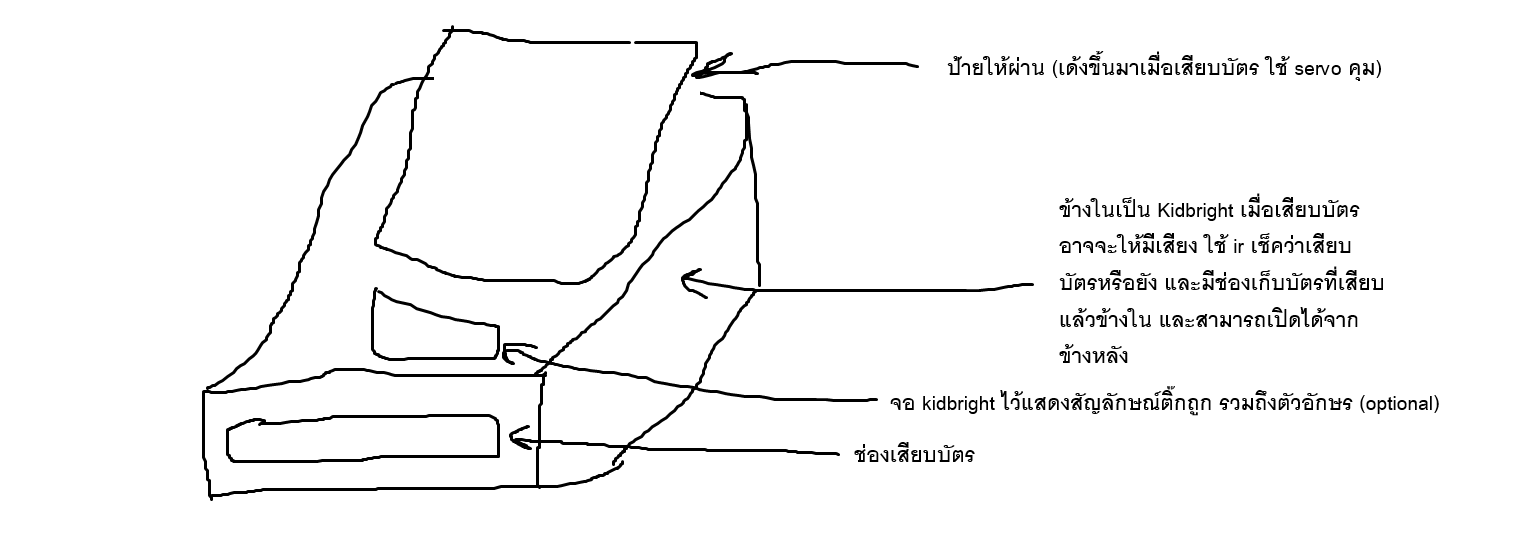 ป้ายให้ผ่าน (เด้งขึ้นมาเมื่อเสียบบัตร ใช้ servo คุม)
ข้างในเป็น Kidbright เมื่อเสียบบัตร
อาจจะให้มีเสียง ใช้ ir เช็คว่าเสียบ
บัตรหรือยัง และมีช่องเก็บบัตรที่เสียบ
แล้วข้างใน และสามารถเปิดได้จาก
ข้างหลัง
จอ kidbright ไว้แสดงสัญลักษณ์ติ้กถูก รวมถึงตัวอักษร (optional)
ช่องเสียบบัตร